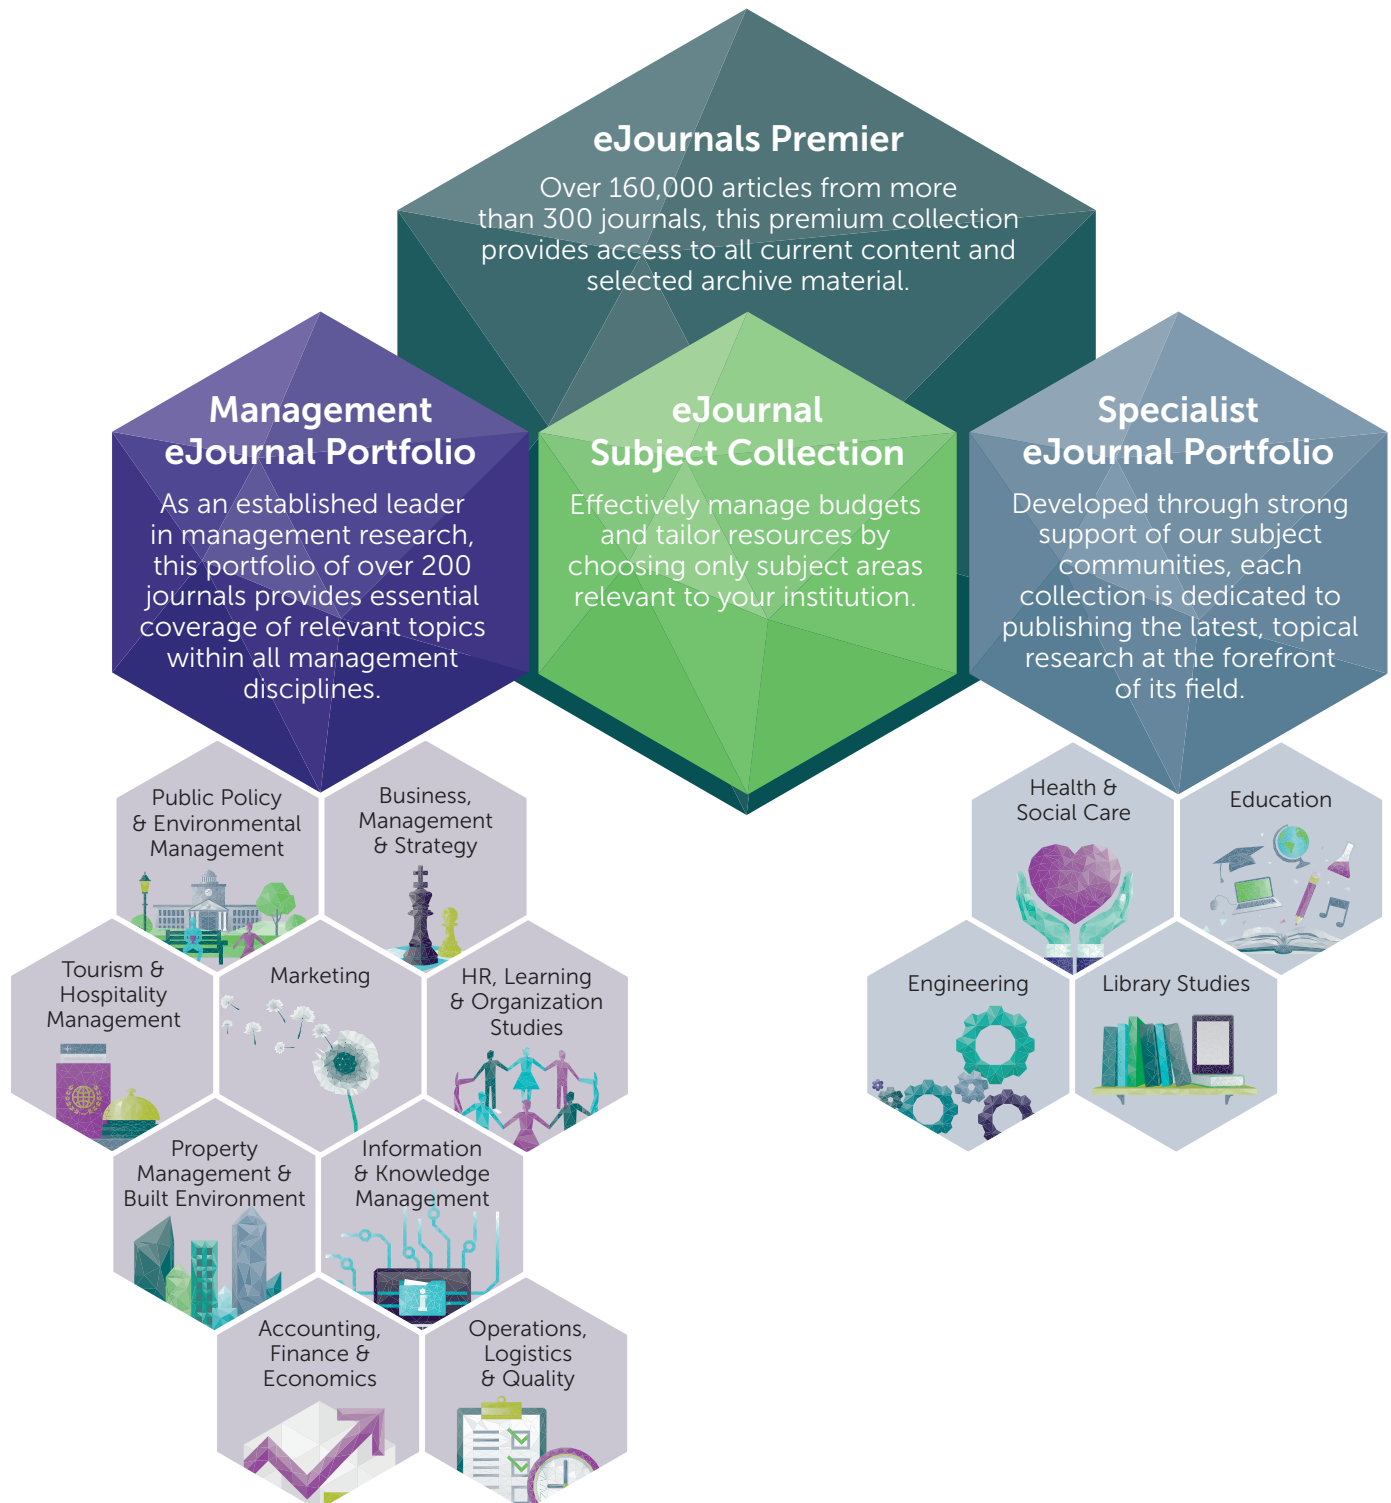 eJournals Premier
Over 160,000 articles from more
than 300 journals, this premium collection
provides access to all current content and
selected archive material.
Management
eJournal Portfolio
As an established leader
in management research,
this portfolio of over 200
journals provides essential
coverage of relevant topics
within all management
disciplines.
eJournal
Subject Collection
Effectively manage budgets
and tailor resources by
choosing only subject areas
relevant to your institution.
Specialist
eJournal Portfolio
Developed through strong
support of our subject
communities, each
collection is dedicated to
publishing the latest, topical
research at the forefront
of its field.
Public Policy
& Environmental
Management
Business,
Management
& Strategy
Tourism &
Hospitality
Management
Marketing
HR, Learning
& Organization
Studies
Property
Management &
Built Environment
Information
& Knowledge
Management
i
Accounting,
Finance &
Economics
Operations,
Logistics
& Quality
Health &
Social Care
Education
Engineering
Library Studies